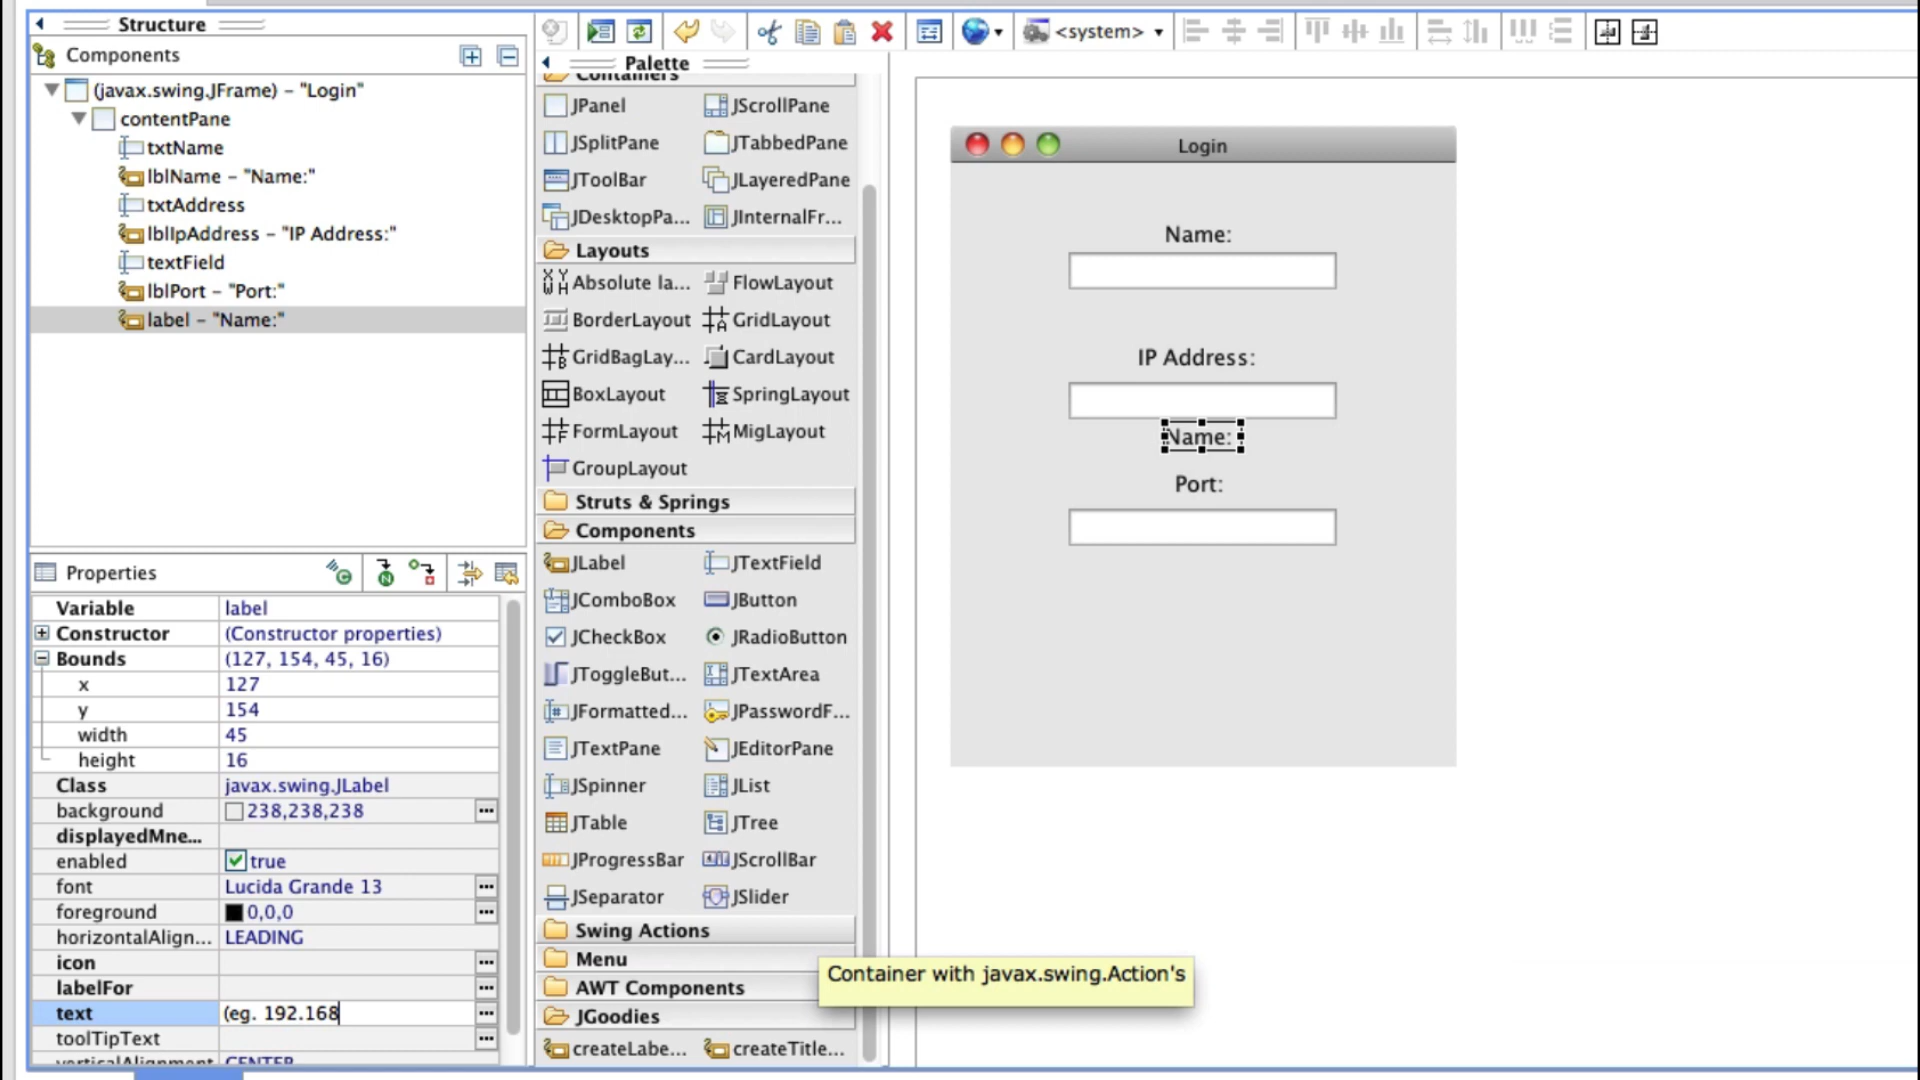 Structure
Components
(javax.swing.JFrame) – "Login"
contentPane
txtName
lblName – "Name:"
txtAddress
lblIpAddress – "IP Address:"
textField
lblPort – "Port:"
label – "Name:"
Properties
Variable label
Constructor (Constructor properties)
Bounds (127, 154, 45, 16)
x 127
y 154
width 45
height 16
Class javax.swing.JLabel
background 238,238,238
displayedMne...
enabled true
font Lucida Grande 13
foreground 0,0,0
horizontalAlign... LEADING
icon
labelFor
text (eg. 192.168
toolTipText
verticalAlignment CENTER
<system>
Palette
Containers
JPanel JScrollPane
JSplitPane JTabbedPane
JToolBar JLayeredPane
JDesktopPa... JInternalFr...
Layouts
Absolute la... FlowLayout
BorderLayout GridLayout
GridBagLay... CardLayout
BoxLayout SpringLayout
FormLayout MigLayout
GroupLayout
Struts & Springs
Components
JLabel JTextField
JComboBox JButton
JCheckBox JRadioButton
JToggleBut... JTextArea
JFormatted... JPasswordF...
JTextPane JEditorPane
JSpinner JList
JTable JTree
JProgressBar JScrollBar
JSeparator JSlider
Swing Actions
Menu
AWT Components
JGoodies
createLabe... createTitle...
Container with javax.swing.Action's
Login
Name:
IP Address:
Name:
Port: